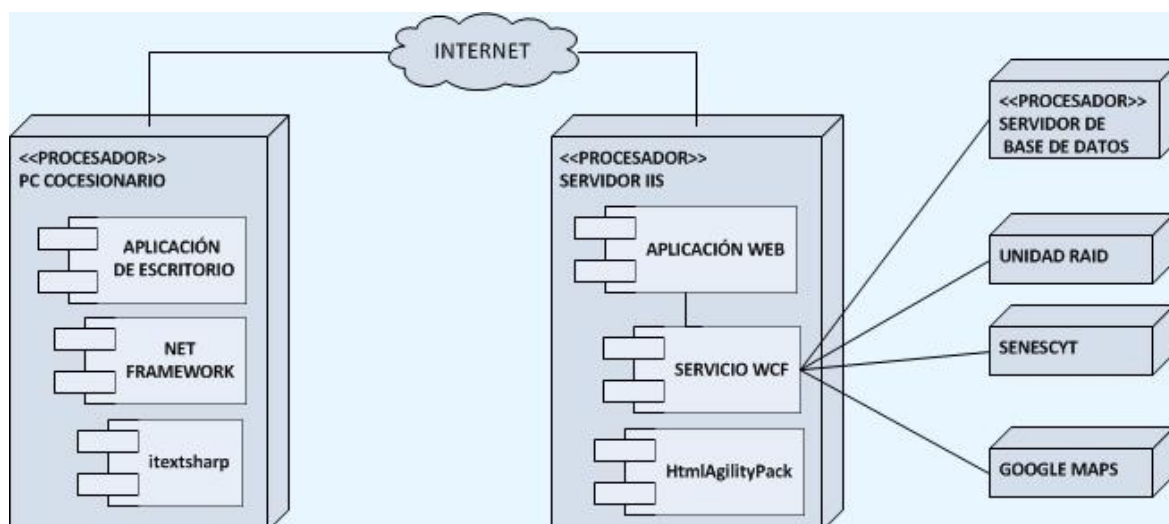 INTERNET
<<PROCESADOR>>
PC COCESIONARIO
APLICACIÓN
DE ESCRITORIO
NET
FRAMEWORK
itextsharp
<<PROCESADOR>>
SERVIDOR IIS
APLICACIÓN WEB
SERVICIO WCF
HtmlAgilityPack
<<PROCESADOR>>
SERVIDOR DE
BASE DE DATOS
UNIDAD RAID
SENESCYT
GOOGLE MAPS